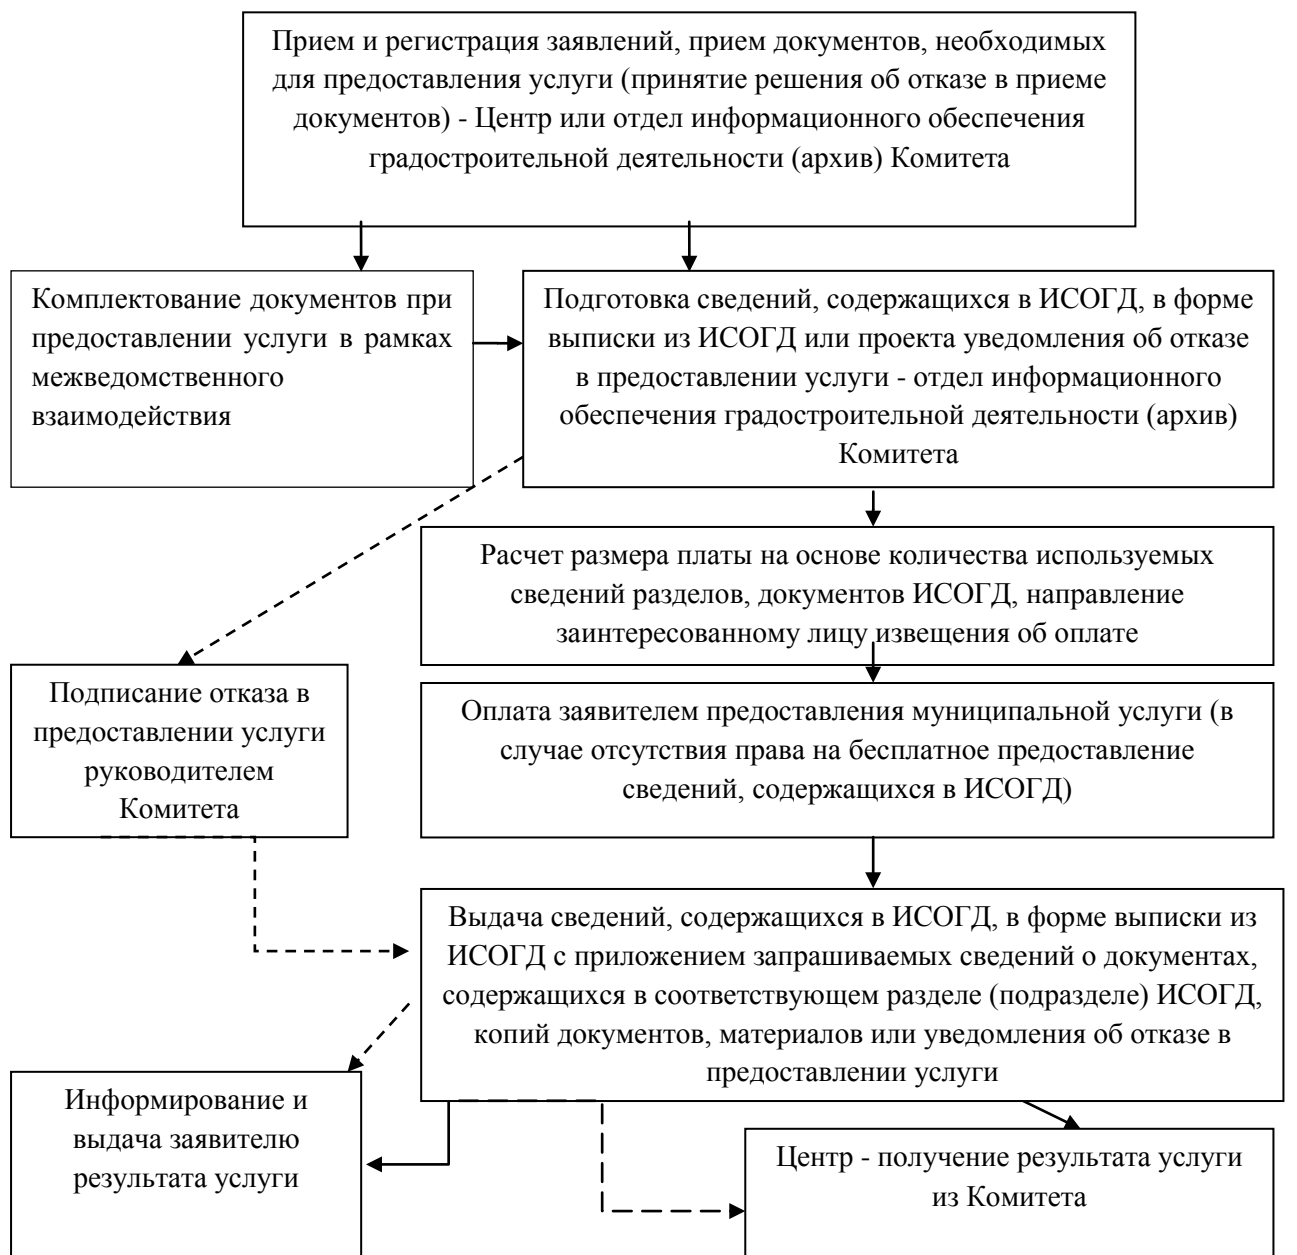 Прием и регистрация заявлений, прием документов, необходимых
для предоставления услуги (принятие решения об отказе в приеме
документов) - Центр или отдел информационного обеспечения
градостроительной деятельности (архив) Комитета
Комплектование документов при
предоставлении услуги в рамках
межведомственного
взаимодействия
Подготовка сведений, содержащихся в ИСОГД, в форме
выписки из ИСОГД или проекта уведомления об отказе
в предоставлении услуги - отдел информационного
обеспечения градостроительной деятельности (архив)
Комитета
Расчет размера платы на основе количества используемых
сведений разделов, документов ИСОГД, направление
заинтересованному лицу извещения об оплате
Подписание отказа в
предоставлении услуги
руководителем
Комитета
Оплата заявителем предоставления муниципальной услуги (в
случае отсутствия права на бесплатное предоставление
сведений, содержащихся в ИСОГД)
Выдача сведений, содержащихся в ИСОГД, в форме выписки из
ИСОГД с приложением запрашиваемых сведений о документах,
содержащихся в соответствующем разделе (подразделе) ИСОГД,
копий документов, материалов или уведомления об отказе в
предоставлении услуги
Информирование и
выдача заявителю
результата услуги
Центр - получение результата услуги
из Комитета